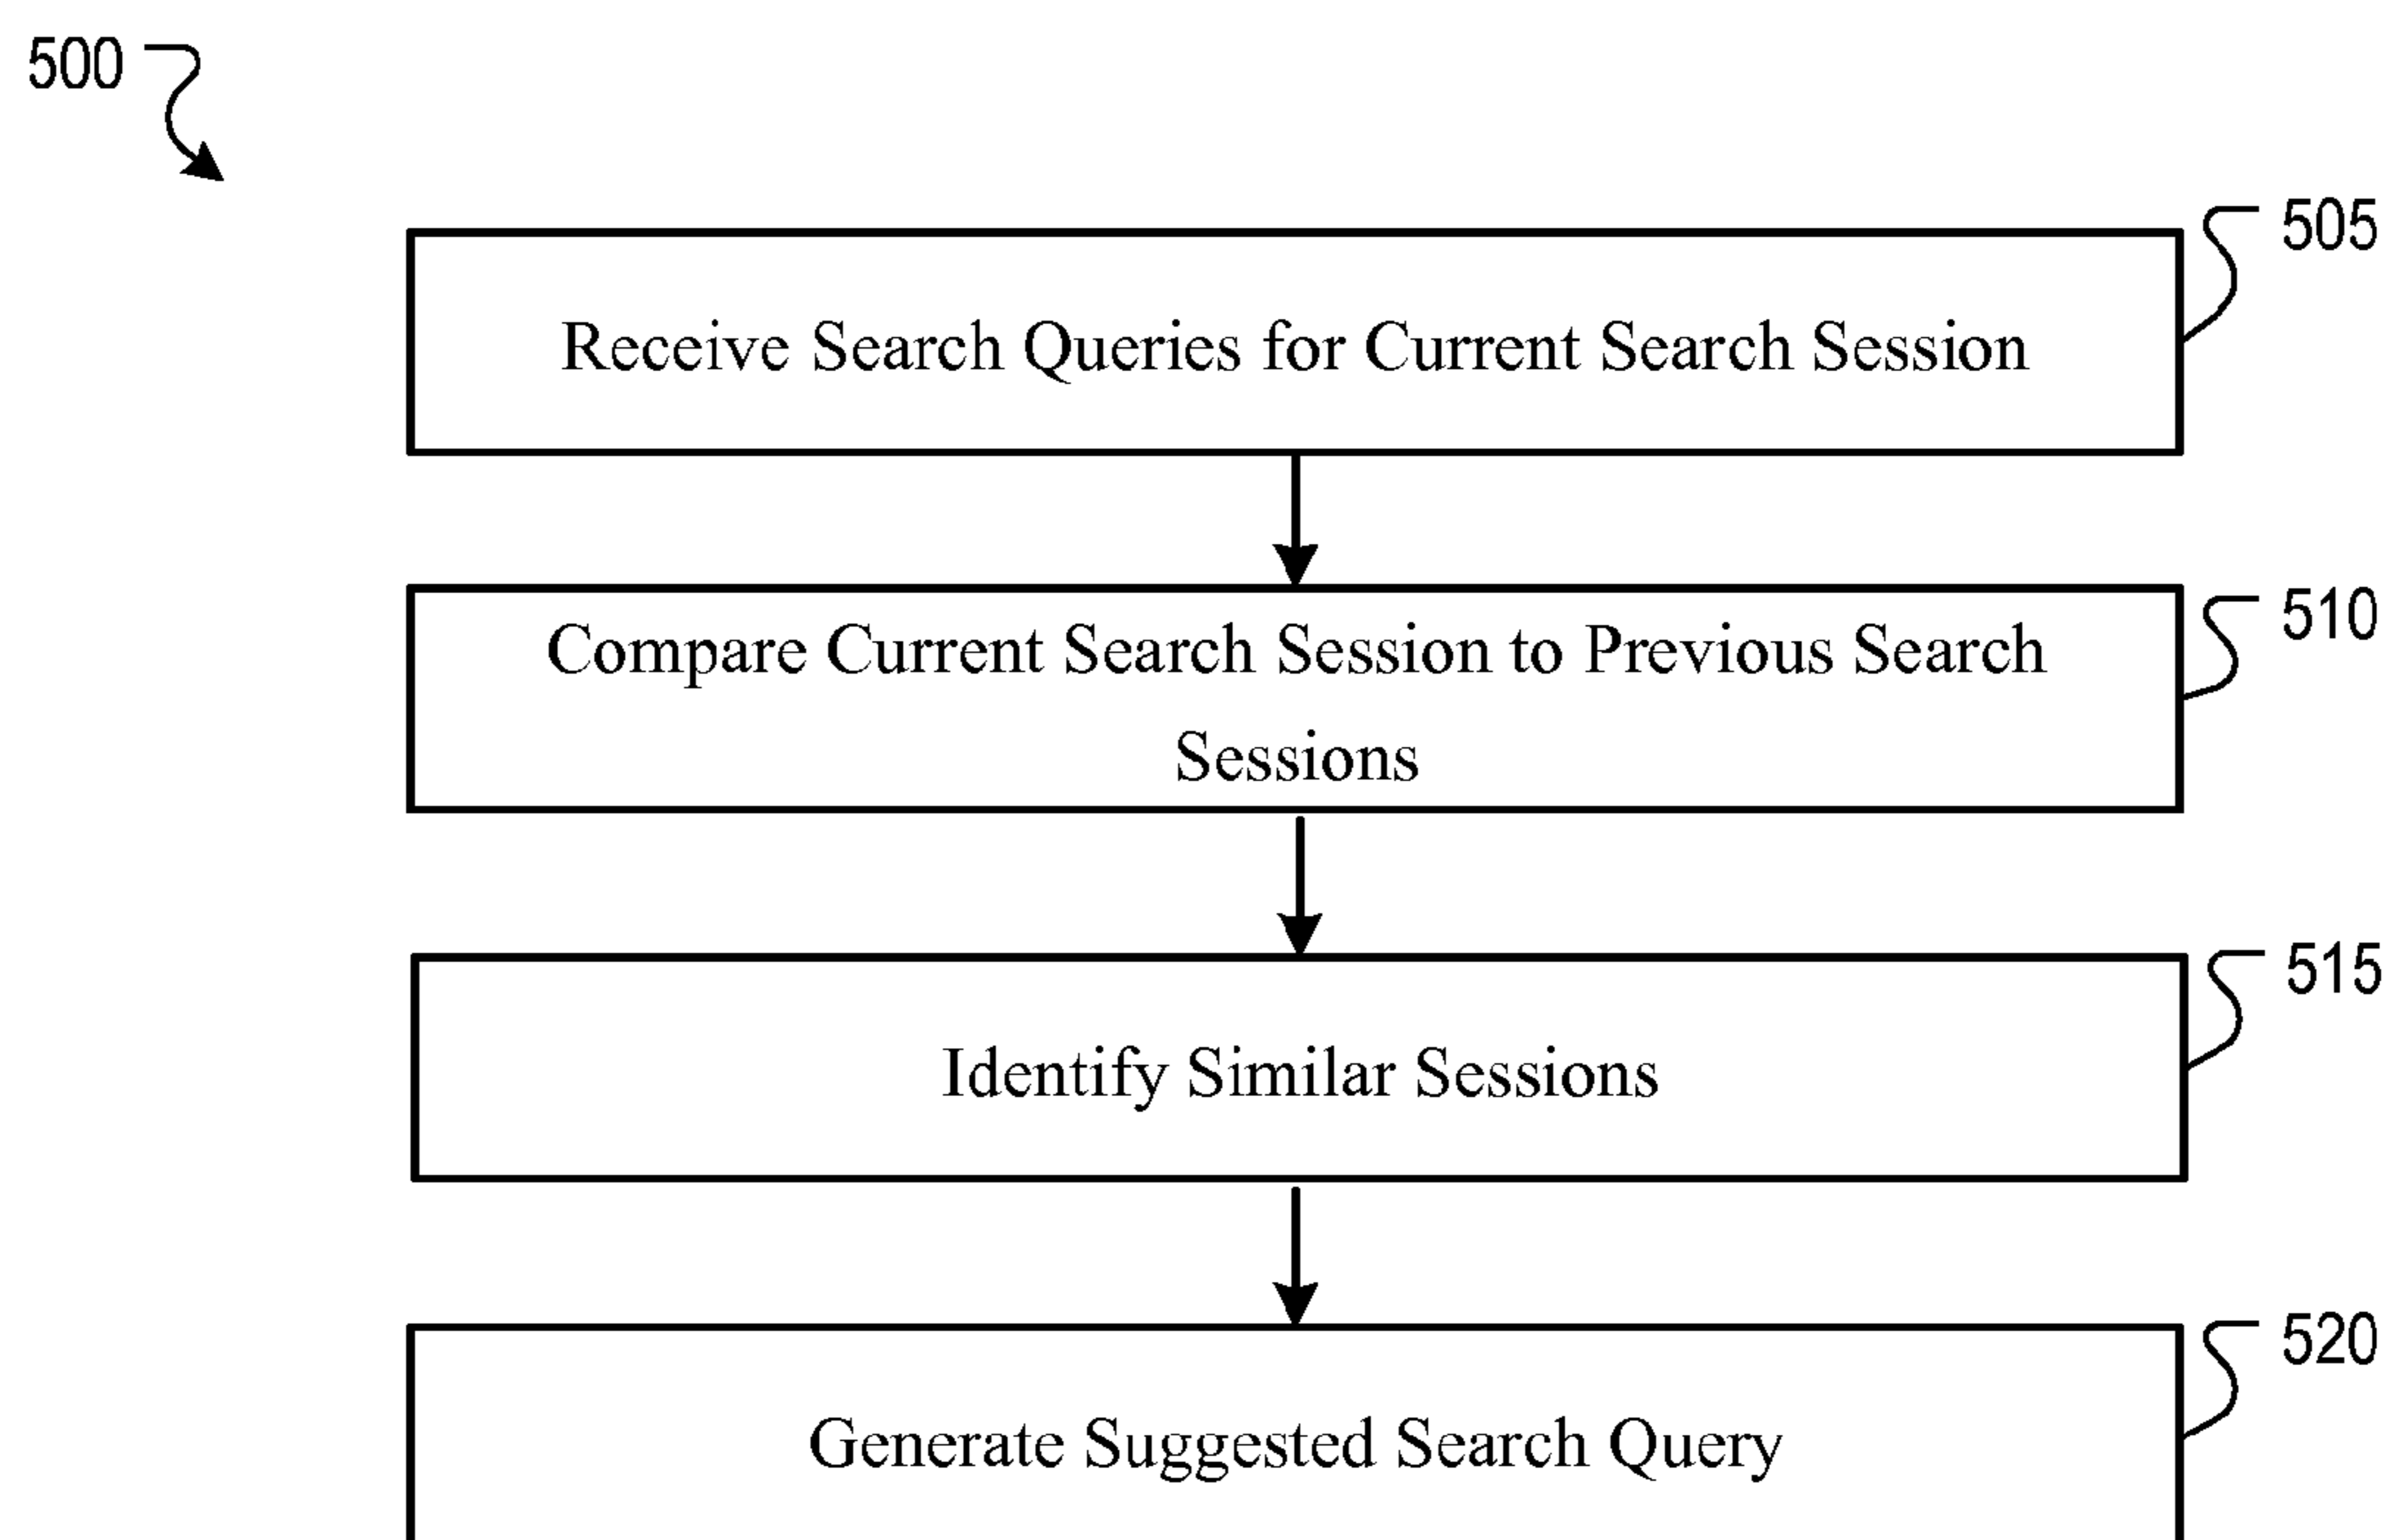 500
505
Receive Search Queries for Current Search Session
510
Compare Current Search Session to Previous Search
Sessions
515
Identify Similar Sessions
520
Generate Suggested Search Query